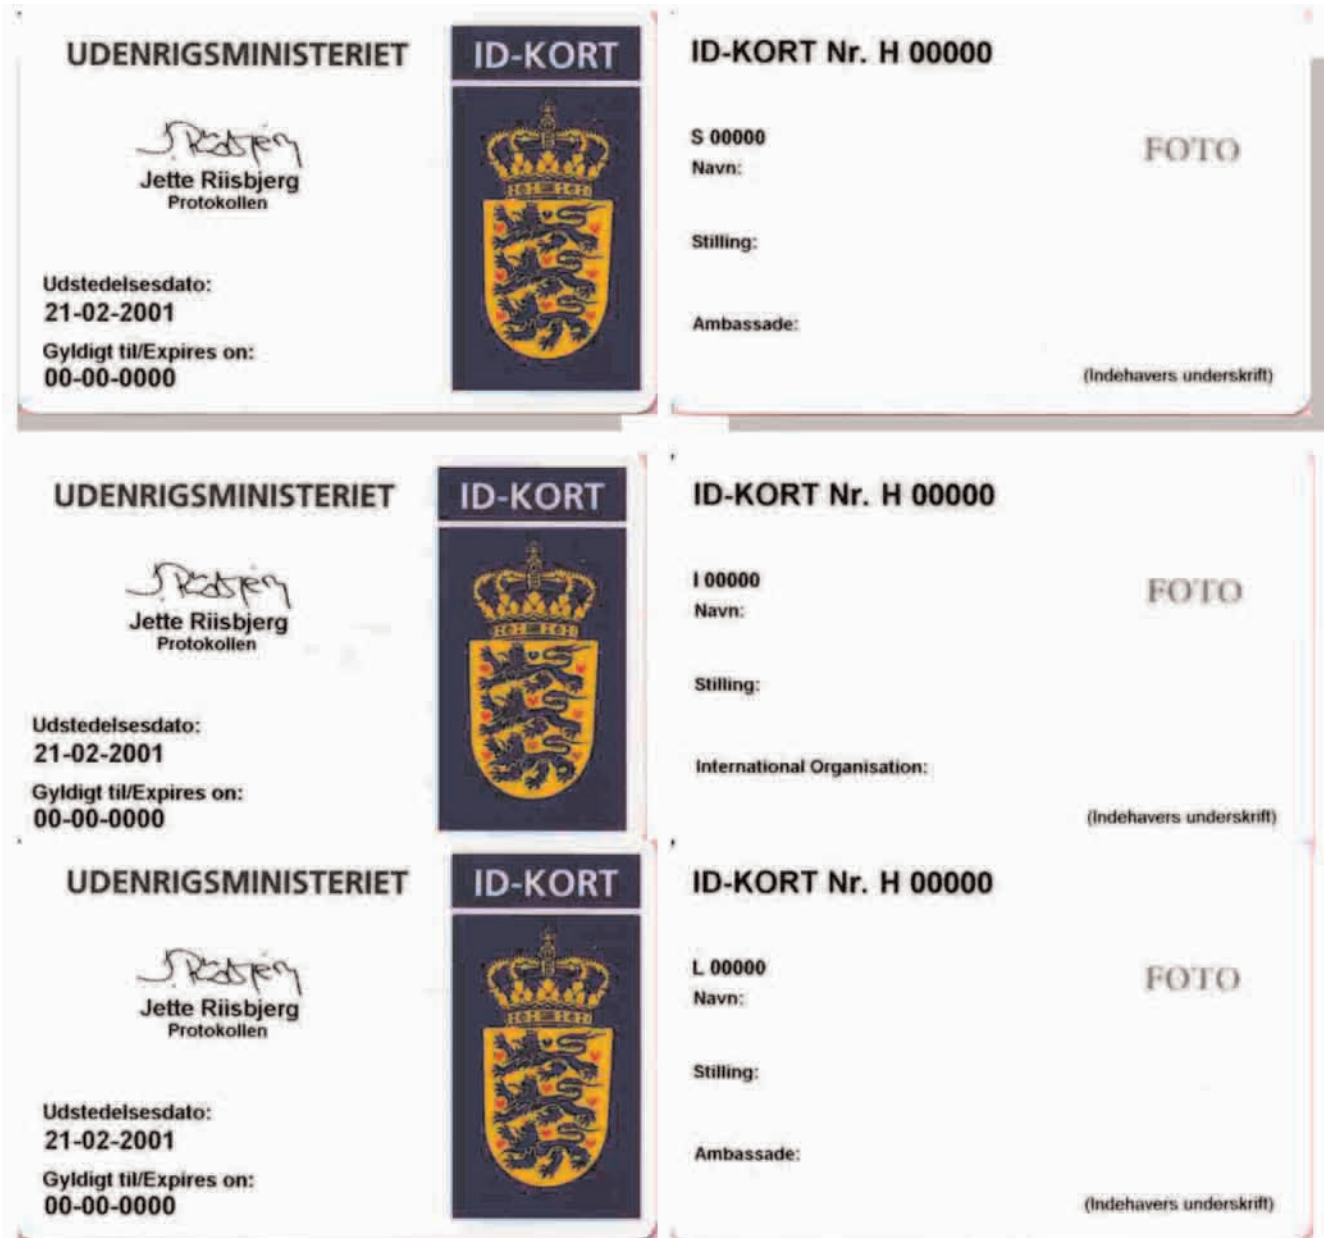 UDENRIGSMINISTERIET
ID-KORT
Jette Riisbjerg
Protokollen
Udstedelsesdato:
21-02-2001
Gyldigt til/Expires on:
00-00-0000
ID-KORT Nr. H 00000
S 00000
FOTO
Navn:
Stilling:
Ambassade:
(Indehavers underskrift)
UDENRIGSMINISTERIET
ID-KORT
Jette Riisbjerg
Protokollen
Udstedelsesdato:
21-02-2001
Gyldigt til/Expires on:
00-00-0000
ID-KORT Nr. H 00000
I 00000
FOTO
Navn:
Stilling:
International Organisation:
(Indehavers underskrift)
UDENRIGSMINISTERIET
ID-KORT
Jette Riisbjerg
Protokollen
Udstedelsesdato:
21-02-2001
Gyldigt til/Expires on:
00-00-0000
ID-KORT Nr. H 00000
L 00000
FOTO
Navn:
Stilling:
Ambassade:
(Indehavers underskrift)